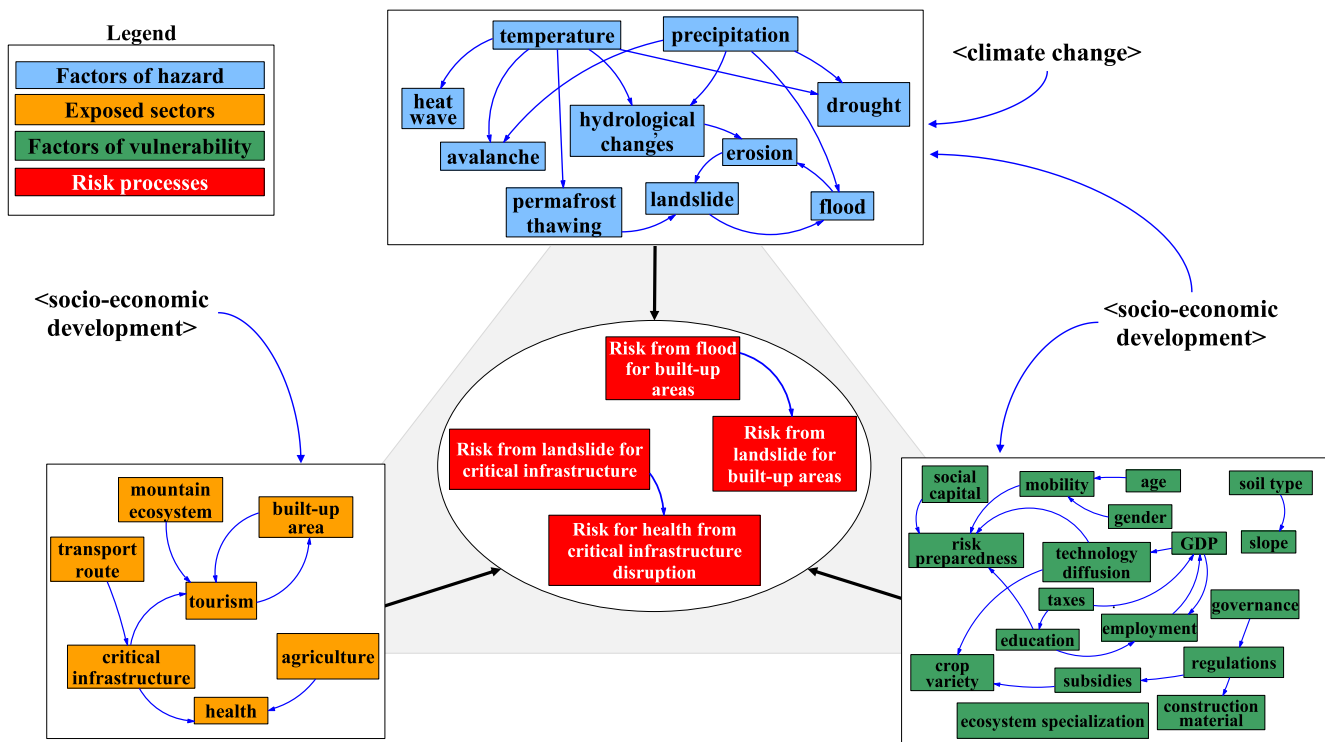 Legend
Factors of hazard
Exposed sectors
Factors of vulnerability
Risk processes
temperature
precipitation
heat
wave
avalanche
hydrological
changes
drought
erosion
permafrost
thawing
landslide
flood
<climate change>
<socio-economic
development>
<socio-economic
development>
Risk from flood
for built-up
areas
Risk from landslide for
critical infrastructure
Risk from
landslide for
built-up areas
Risk for health from
critical infrastructure
disruption
mountain
ecosystem
built-up
area
transport
route
tourism
critical
infrastructure
agriculture
health
social
capital
mobility
age
soil type
gender
risk
preparedness
technology
diffusion
GDP
slope
taxes
governance
education
employment
crop
variety
subsidies
regulations
ecosystem specialization
construction
material